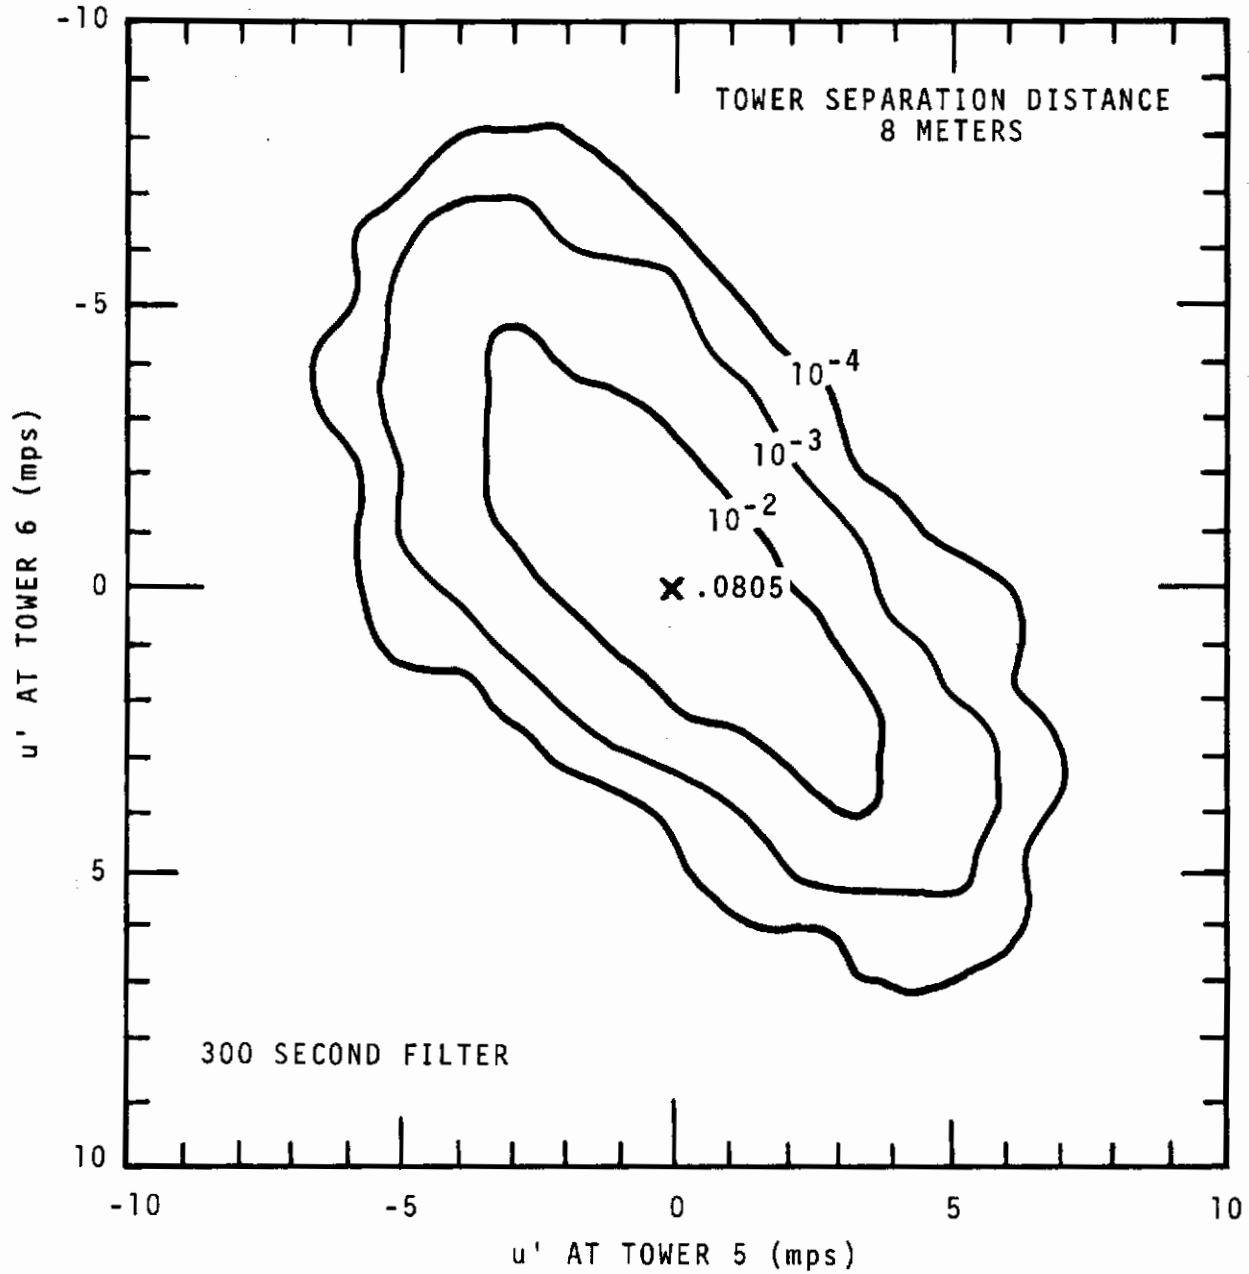 -10
TOWER SEPARATION DISTANCE
8 METERS
-5
10-4
10-3
10-2
u' AT TOWER 6 (mps)
0
.0805
5
300 SECOND FILTER
10
-10 -5 0 5 10
u' AT TOWER 5 (mps)